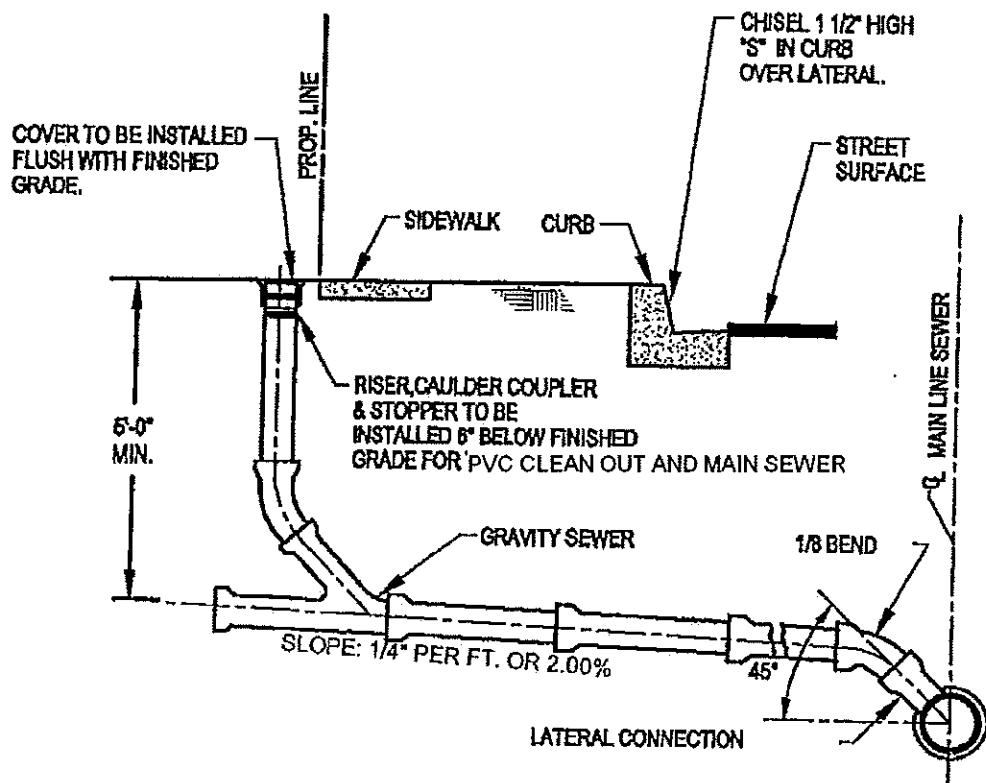 CHISEL 1 1/2" HIGH
"S" IN CURB
OVER LATERAL.
PROP. LINE
COVER TO BE INSTALLED
FLUSH WITH FINISHED
GRADE.
STREET
SURFACE
SIDEWALK
CURB
RISER, CAULDER COUPLER
& STOPPER TO BE
INSTALLED 6" BELOW FINISHED
GRADE FOR PVC CLEAN OUT AND MAIN SEWER
MIN.
CL MAIN LINE SEWER
GRAVITY SEWER
1/8 BEND
SLOPE: 1/4" PER FT. OR 2.00%
45°
LATERAL CONNECTION